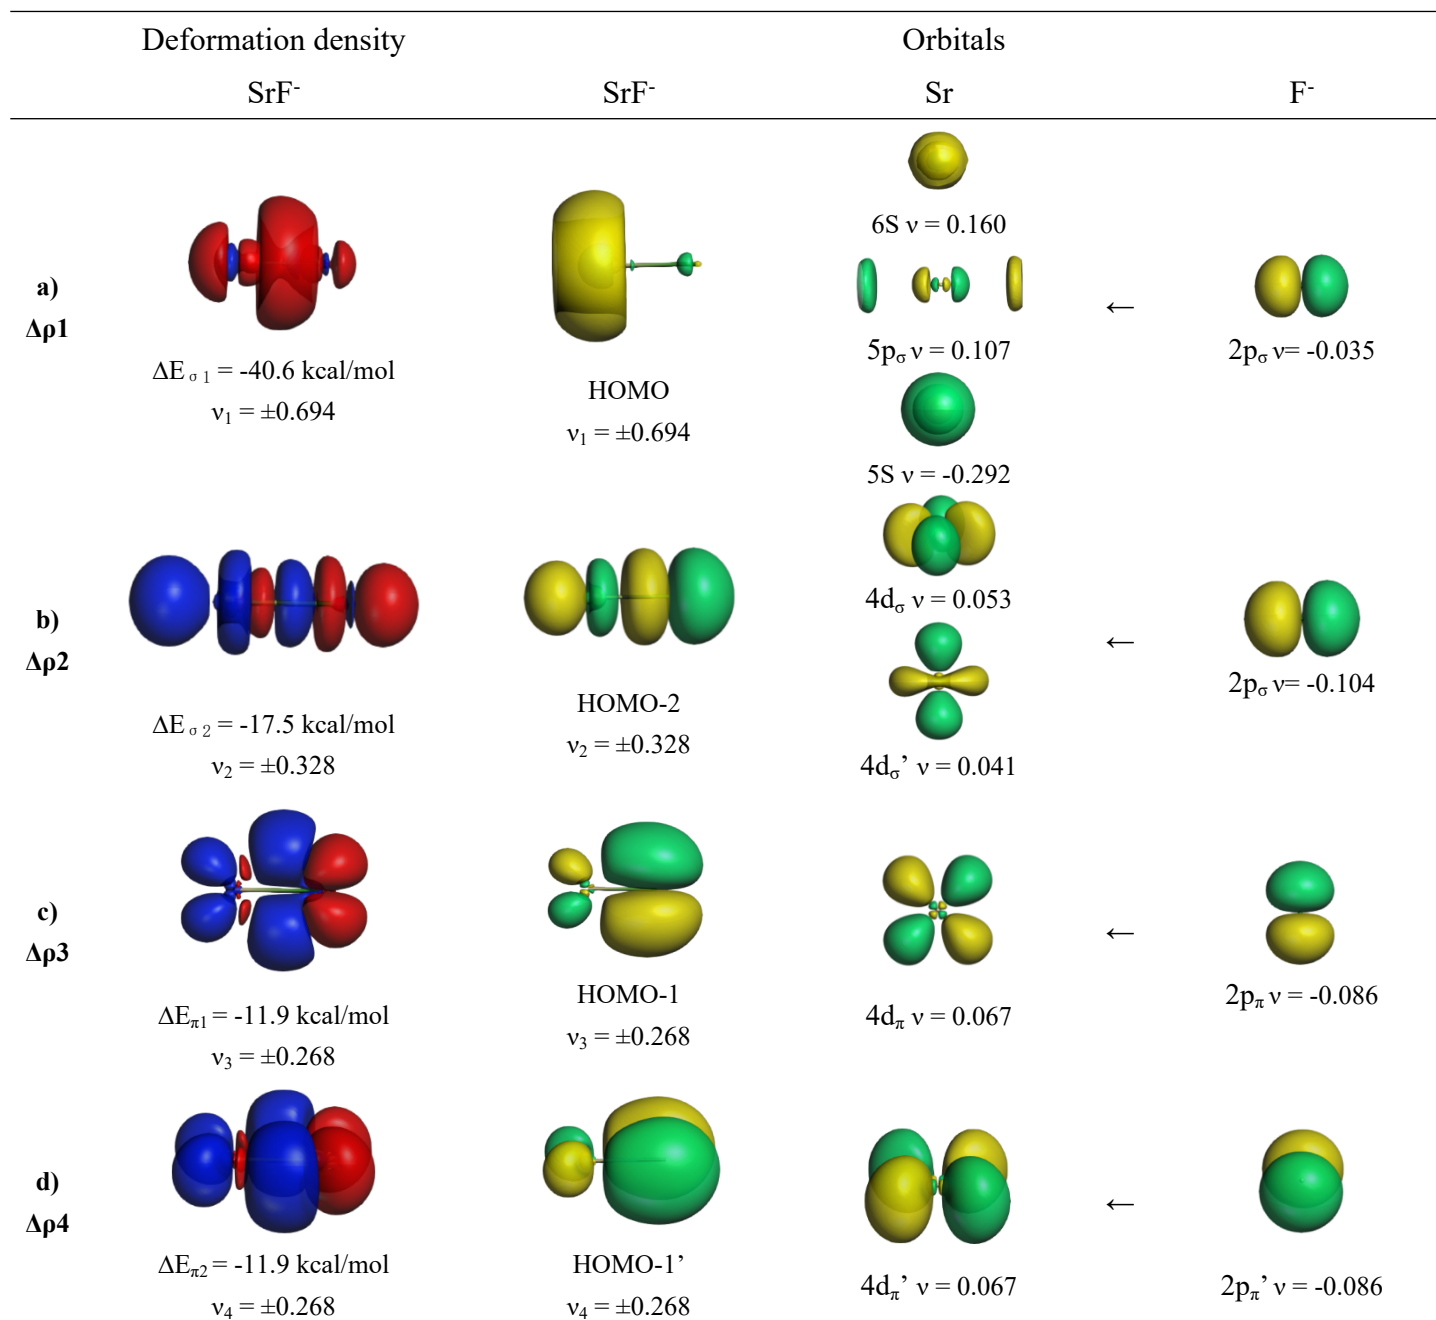 Deformation density Orbitals
SrF⁻ SrF⁻ Sr F⁻
a)
Δρ1
ΔE σ 1 = -40.6 kcal/mol
ν₁ = ±0.694
HOMO
ν₁ = ±0.694
6S ν = 0.160
5pσ ν = 0.107
5S ν = -0.292
←
2pσ ν= -0.035
b)
Δρ2
ΔE σ 2 = -17.5 kcal/mol
ν₂ = ±0.328
HOMO-2
ν₂ = ±0.328
4dσ ν = 0.053
4dσ’ ν = 0.041
←
2pσ ν= -0.104
c)
Δρ3
ΔEπ1 = -11.9 kcal/mol
ν₃ = ±0.268
HOMO-1
ν₃ = ±0.268
4dπ ν = 0.067
←
2pπ ν = -0.086
d)
Δρ4
ΔEπ2 = -11.9 kcal/mol
ν₄ = ±0.268
HOMO-1’
ν₄ = ±0.268
4dπ’ ν = 0.067
←
2pπ’ ν = -0.086